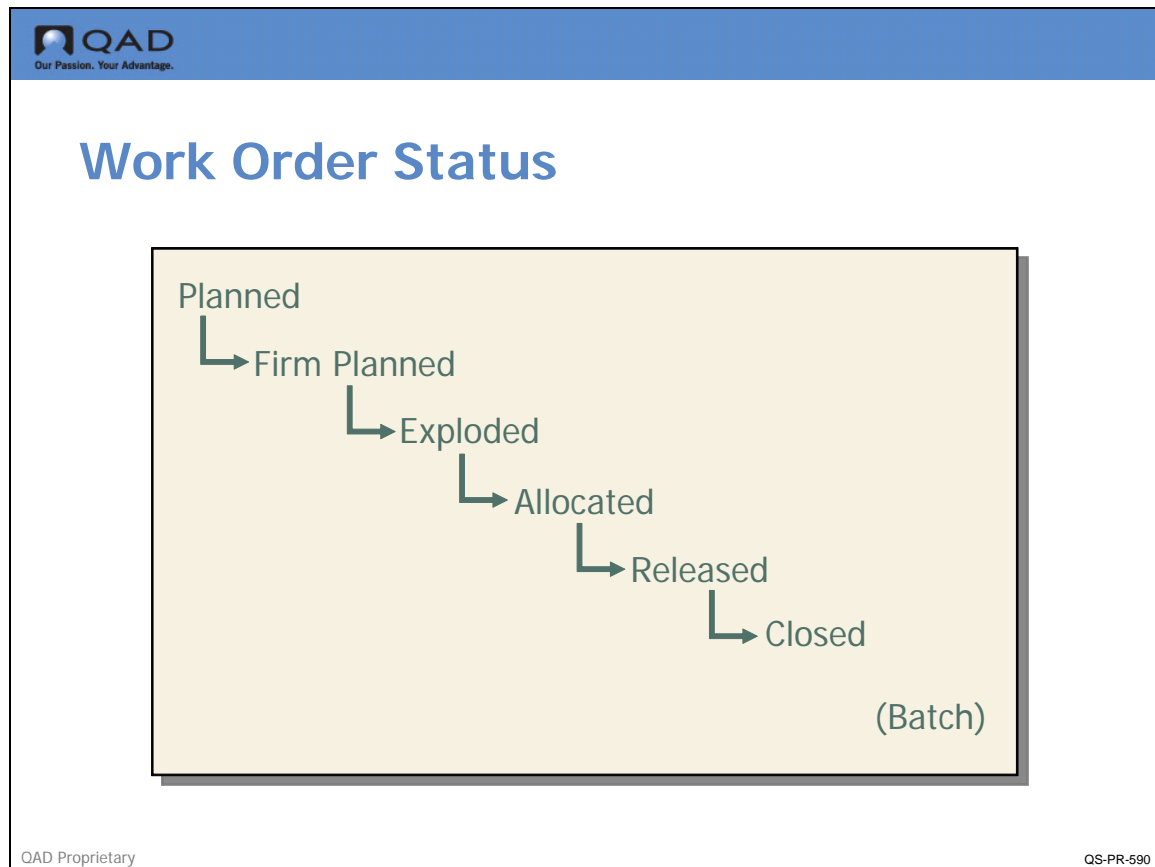 QAD
Our Passion. Your Advantage.
Work Order Status
Planned
Firm Planned
Exploded
Allocated
Released
Closed
(Batch)
QAD Proprietary
QS-PR-590